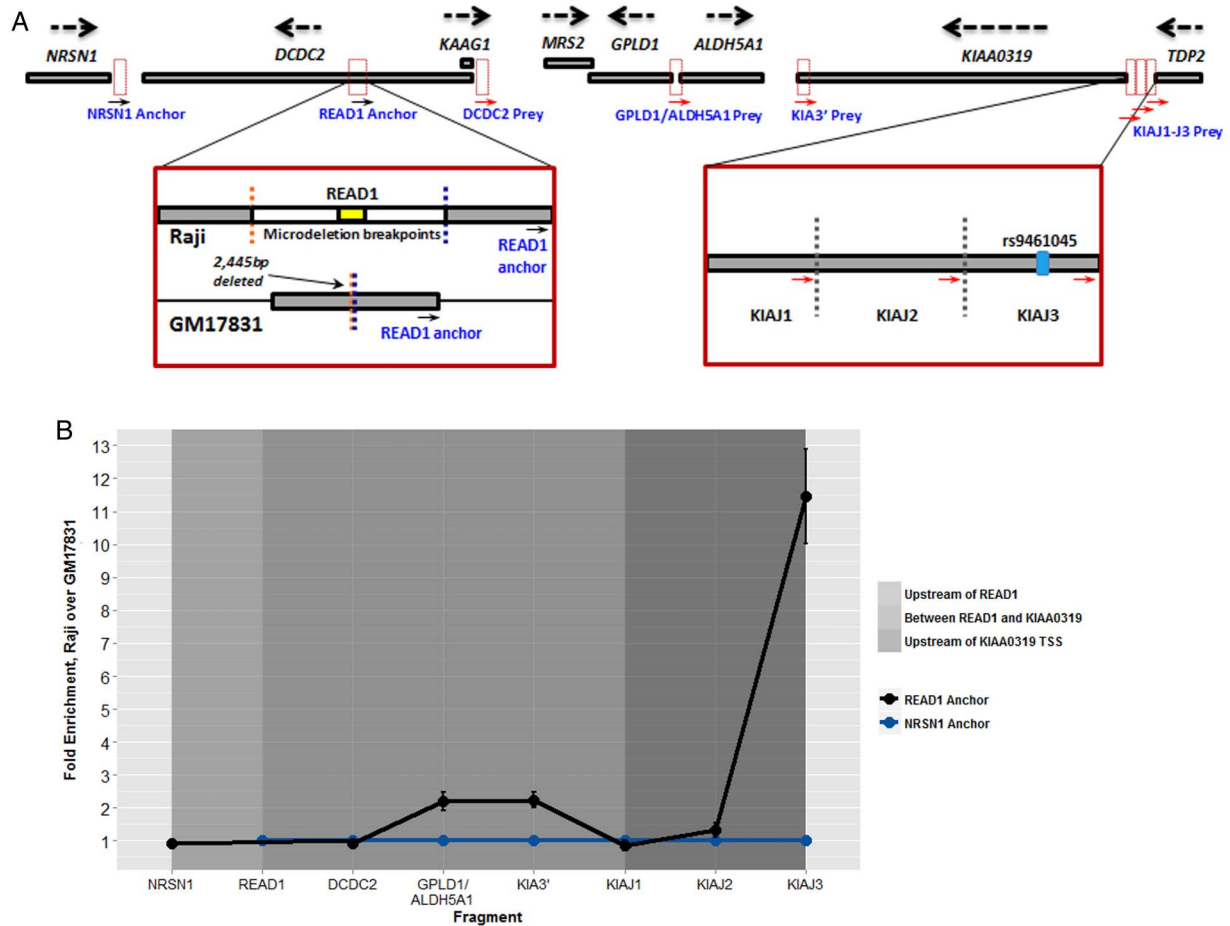 A
NRSN1
DCDC2
KAAG1
MRS2
GPLD1
ALDH5A1
KIAA0319
TDP2
NRSN1 Anchor
READ1 Anchor
DCDC2 Prey
GPLD1/ALDH5A1 Prey
KIA3' Prey
KIAJ1-J3 Prey
READ1
Raji
Microdeletion breakpoints
READ1
anchor
2,445bp
deleted
GM17831
READ1 anchor
rs9461045
KIAJ1
KIAJ2
KIAJ3
B
Fold Enrichment, Raji over GM17831
13
12
11
10
9
8
7
6
5
4
3
2
1
NRSN1
READ1
DCDC2
GPLD1/
ALDH5A1
KIA3'
KIAJ1
KIAJ2
KIAJ3
Fragment
Upstream of READ1
Between READ1 and KIAA0319
Upstream of KIAA0319 TSS
READ1 Anchor
NRSN1 Anchor